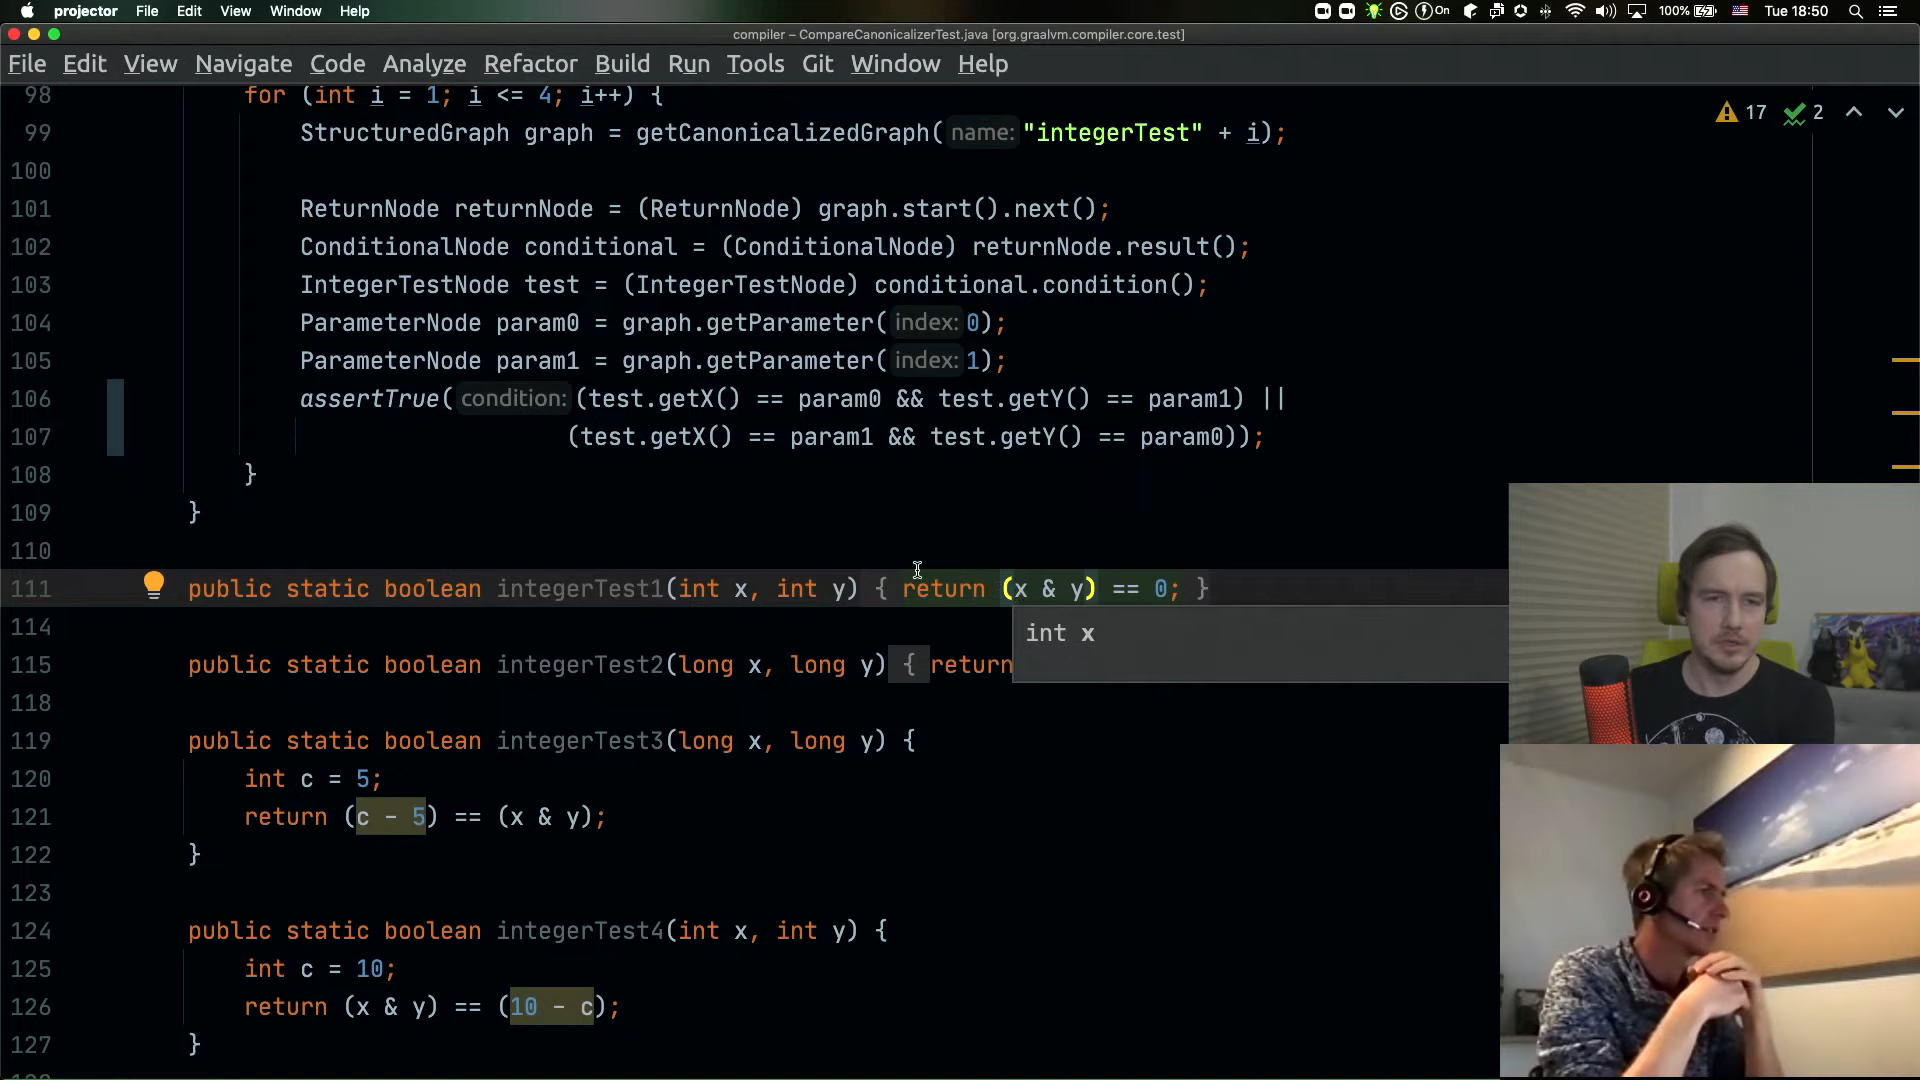 projector File Edit View Window Help On 100% Tue 18:50
compiler – CompareCanonicalizerTest.java [org.graalvm.compiler.core.test]
File Edit View Navigate Code Analyze Refactor Build Run Tools Git Window Help
98 for (int i = 1; i <= 4; i++) {
17 2
99 StructuredGraph graph = getCanonicalizedGraph( name: "integerTest" + i);
100
101 ReturnNode returnNode = (ReturnNode) graph.start().next();
102 ConditionalNode conditional = (ConditionalNode) returnNode.result();
103 IntegerTestNode test = (IntegerTestNode) conditional.condition();
104 ParameterNode param0 = graph.getParameter( index: 0);
105 ParameterNode param1 = graph.getParameter( index: 1);
106 assertTrue( condition: (test.getX() == param0 && test.getY() == param1) ||
107 (test.getX() == param1 && test.getY() == param0));
108 }
109 }
110
111 public static boolean integerTest1(int x, int y) { return (x & y) == 0; }
114 int x
115 public static boolean integerTest2(long x, long y) { return
118
119 public static boolean integerTest3(long x, long y) {
120 int c = 5;
121 return (c - 5) == (x & y);
122 }
123
124 public static boolean integerTest4(int x, int y) {
125 int c = 10;
126 return (x & y) == (10 - c);
127 }